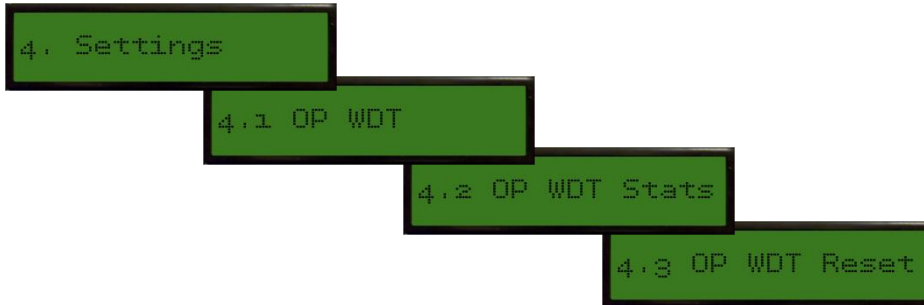 4. Settings
4.1 OP WDT
4.2 OP WDT Stats
4.3 OP WDT Reset